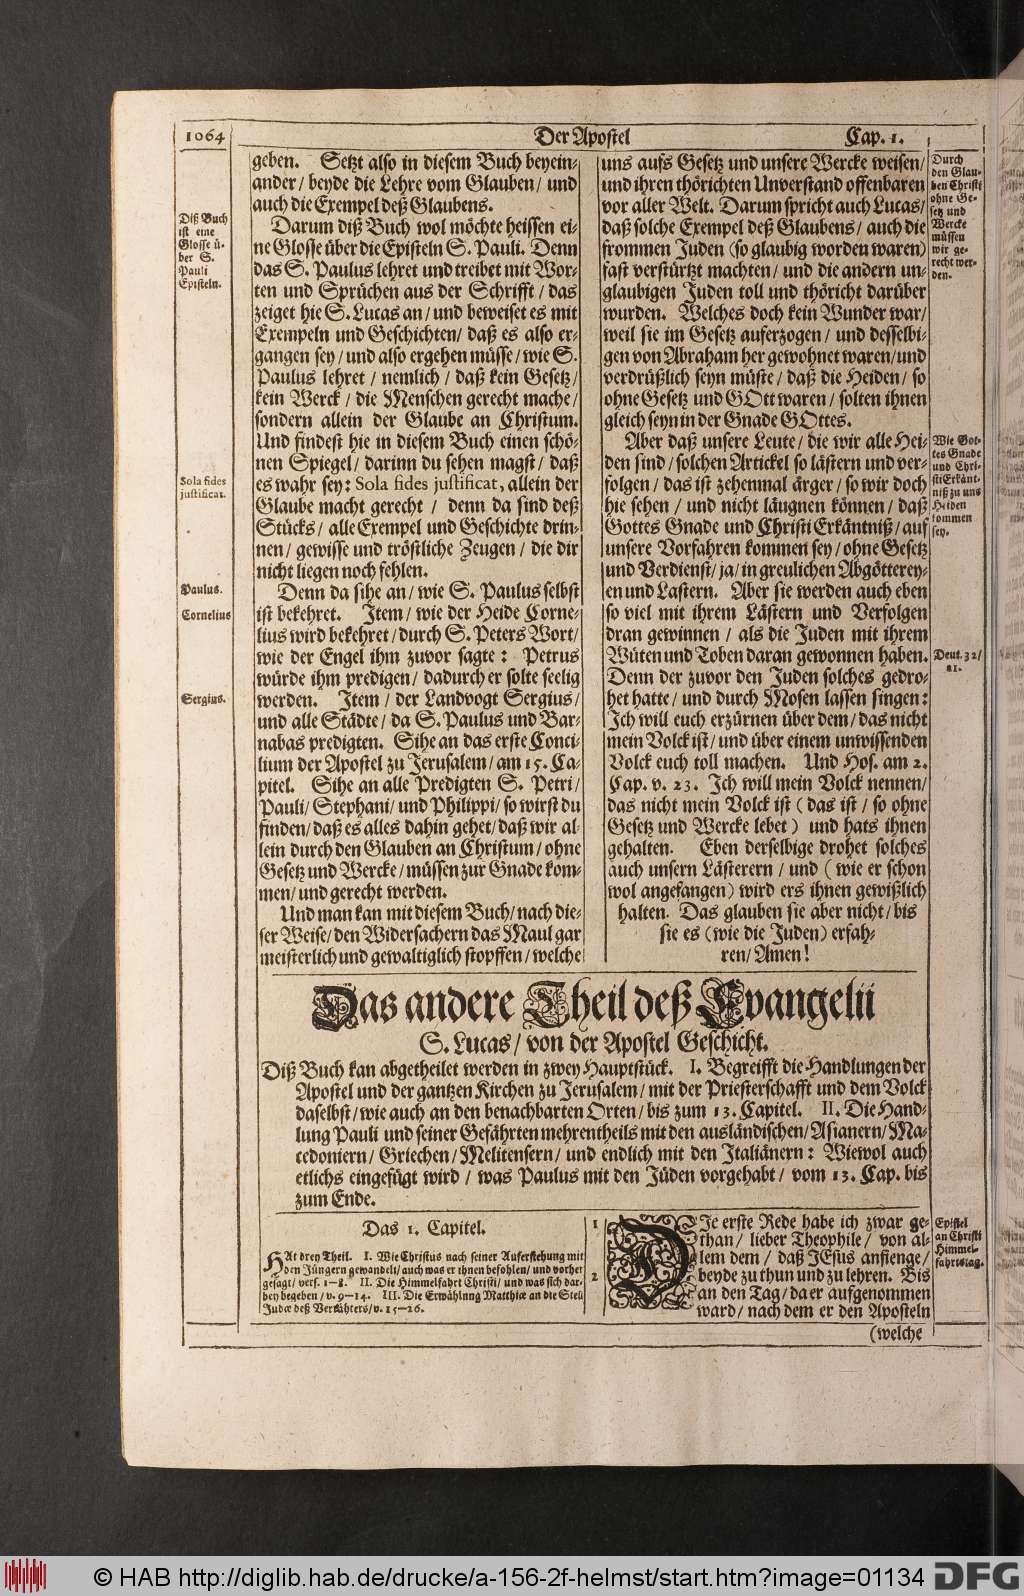 1064
Der Apostel
Cap. 1.
geben. Setzt also in diesem Buch beyein-
ander / beyde die Lehre vom Glauben / und
auch die Exempel deß Glaubens.
Darum diß Buch wol möchte heissen ei-
ne Glosse über die Episteln S. Pauli. Denn
das S. Paulus lehret und treibet mit Wor-
ten und Sprüchen aus der Schrifft / das
zeiget hie S. Lucas an / und beweiset es mit
Exempeln und Geschichten / daß es also er-
gangen sey / und also ergehen müsse / wie S.
Paulus lehret / nemlich / daß kein Gesetz /
kein Werck / die Menschen gerecht mache /
sondern allein der Glaube an Christum.
Und findest hie in diesem Buch einen schö-
nen Spiegel / darinn du sehen magst / daß
es wahr sey: Sola fides justificat, allein der
Glaube macht gerecht / denn da sind deß
Stücks / alle Exempel und Geschichte drin-
nen / gewisse und tröstliche Zeugen / die dir
nicht liegen noch fehlen.
Denn da sihe an / wie S. Paulus selbst
ist bekehret. Item / wie der Heide Corne-
lius wird bekehret / durch S. Peters Wort /
wie der Engel ihm zuvor sagte: Petrus
würde ihm predigen / dadurch er solte seelig
werden. Item / der Landvogt Sergius /
und alle Städte / da S. Paulus und Bar-
nabas predigten. Sihe an das erste Conci-
lium der Apostel zu Jerusalem / am 15. Ca-
pitel. Sihe an alle Predigten S. Petri /
Pauli / Stephani / und Philippi / so wirst du
finden / daß es alles dahin gehet / daß wir al-
lein durch den Glauben an Christum / ohne
Gesetz und Wercke / müssen zur Gnade kom-
men / und gerecht werden.
Und man kan mit diesem Buch / nach die-
ser Weise / den Widersachern das Maul gar
meisterlich und gewaltiglich stopffen / welche
Diß Buch
ist eine
Glosse ü-
ber S.
Pauli
Episteln.
Sola fides
justificat.
Paulus.
Cornelius
Sergius.
uns aufs Gesetz und unsere Wercke weisen /
und ihren thörichten Unverstand offenbaren
vor aller Welt. Darum spricht auch Lucas /
daß solche Exempel deß Glaubens / auch die
frommen Juden (so glaubig worden waren)
fast verstürtzt machten / und die andern un-
glaubigen Juden toll und thöricht darüber
wurden. Welches doch kein Wunder war /
weil sie im Gesetz auferzogen / und desselbi-
gen von Abraham her gewohnet waren / und
verdrüßlich seyn müste / daß die Heiden / so
ohne Gesetz und GOtt waren / solten ihnen
gleich seyn in der Gnade GOttes.
Aber daß unsere Leute / die wir alle Hei-
den sind / solchen Artickel so lästern und ver-
folgen / das ist zehenmal ärger / so wir doch
hie sehen / und nicht läugnen können / daß
Gottes Gnade und Christi Erkäntniß / auf
unsere Vorfahren kommen sey / ohne Gesetz
und Verdienst / ja / in greulichen Abgötterey-
en und Lastern. Aber sie werden auch eben
so viel mit ihrem Lästern und Verfolgen
dran gewinnen / als die Juden mit ihrem
Wüten und Toben daran gewonnen haben.
Denn der zuvor den Juden solches gedro-
het hatte / und durch Mosen lassen singen:
Ich will euch erzürnen über dem / das nicht
mein Volck ist / und über einem unwissenden
Volck euch toll machen. Und Hos. am 2.
Cap. v. 23. Ich will mein Volck nennen /
das nicht mein Volck ist (das ist / so ohne
Gesetz und Wercke lebet) und hats ihnen
gehalten. Eben derselbige drohet solches
auch unsern Lästerern / und (wie er schon
wol angefangen) wird ers ihnen gewißlich
halten. Das glauben sie aber nicht / bis
sie es (wie die Juden) erfah-
ren / Amen!
Durch
den Glau-
ben Christi
ohne Ge-
setz und
Wercke
müssen
wir ge-
recht wer-
den.
Wie Got-
tes Gnade
und Chri-
sti Erkänt-
niß zu uns
Heiden
kommen
sey.
Deut. 32/
21.
Das andere Theil deß Evangelii
S. Lucas / von der Apostel Geschicht.
Diß Buch kan abgetheilet werden in zwey Hauptstück. I. Begreifft die Handlungen der
Apostel und der gantzen Kirchen zu Jerusalem / mit der Priesterschafft und dem Volck
daselbst / wie auch an den benachbarten Orten / bis zum 13. Capitel. II. Die Hand-
lung Pauli und seiner Gefährten mehrentheils mit den ausländischen / Asianern / Ma-
cedoniern / Griechen / Melitensern / und endlich mit den Italiänern: Wiewol auch
etlichs eingefügt wird / was Paulus mit den Jüden vorgehabt / vom 13. Cap. bis
zum Ende.
Das 1. Capitel.
HAt drey Theil. I. Wie Christus nach seiner Auferstehung mit
den Jüngern gewandelt / auch was er ihnen befohlen / und vorher
gesagt / vers. 1-8. II. Die Himmelfahrt Christi / und was sich dar-
bey begeben / v. 9-14. III. Die Erwählung Matthiæ an die Stell
Judæ deß Verräthers / v. 15-26.
1 DIe erste Rede habe ich zwar ge-
than / lieber Theophile / von al-
lem dem / daß JEsus anfienge /
2 beyde zu thun und zu lehren. Bis
an den Tag / da er aufgenommen
ward / nach dem er den Aposteln
(welche
Epistel
an Christi
Himmel-
fahrtstag.
© HAB http://diglib.hab.de/drucke/a-156-2f-helmst/start.htm?image=01134
DFG